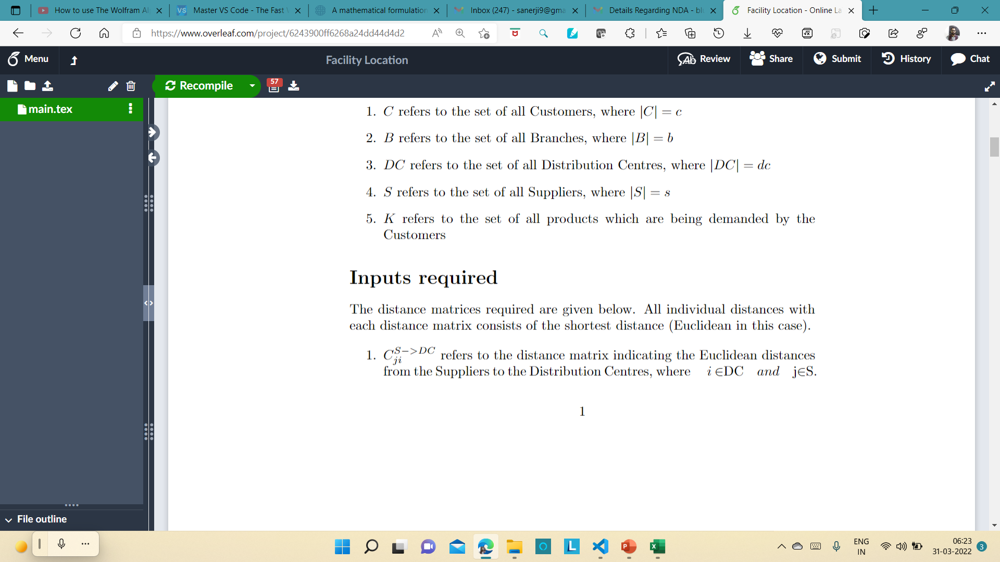 How to use The Wolfram Al
Master VS Code - The Fast
A mathematical formulation
Inbox (247) - sanerji9@gma
Details Regarding NDA - bl
Facility Location - Online La
https://www.overleaf.com/project/6243900ff6268a24dd44d4d2
Menu
Facility Location
Review
Share
Submit
History
Chat
Recompile
57
main.tex
1. C refers to the set of all Customers, where |C| = c
2. B refers to the set of all Branches, where |B| = b
3. DC refers to the set of all Distribution Centres, where |DC| = dc
4. S refers to the set of all Suppliers, where |S| = s
5. K refers to the set of all products which are being demanded by the
Customers
Inputs required
The distance matrices required are given below. All individual distances with
each distance matrix consists of the shortest distance (Euclidean in this case).
1. C_{ji}^{S->DC} refers to the distance matrix indicating the Euclidean distances
from the Suppliers to the Distribution Centres, where i ∈DC and j∈S.
1
File outline
ENG
IN
06:23
31-03-2022
3